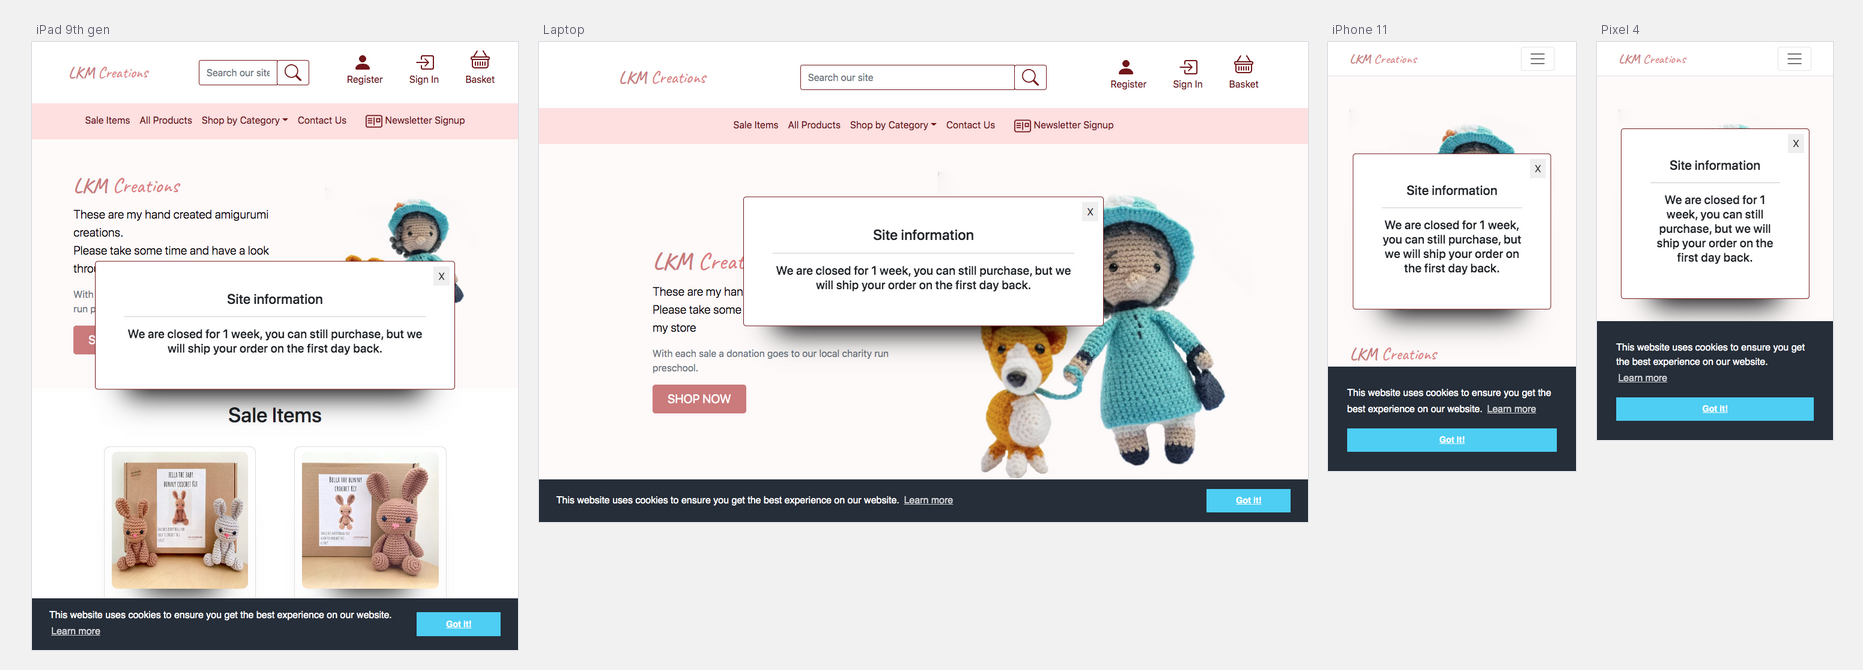 iPad 9th gen
LKM Creations
Search our site
Register
Sign In
Basket
Sale Items
All Products
Shop by Category
Contact Us
Newsletter Signup
LKM Creations
These are my hand created amigurumi
creations.
Please take some time and have a look
With
run p
S
X
Site information
We are closed for 1 week, you can still purchase, but we
will ship your order on the first day back.
Sale Items
BELLA THE BUNNY
CROCHET KIT
This website uses cookies to ensure you get the best experience on our website.
Learn more
Got it!
Laptop
LKM Creations
Search our site
Register
Sign In
Basket
Sale Items
All Products
Shop by Category
Contact Us
Newsletter Signup
X
Site information
We are closed for 1 week, you can still purchase, but we
will ship your order on the first day back.
LKM Creat
These are my han
Please take some
my store
With each sale a donation goes to our local charity run
preschool.
SHOP NOW
This website uses cookies to ensure you get the best experience on our website. Learn more
Got it!
iPhone 11
LKM Creations
X
Site information
We are closed for 1 week,
you can still purchase, but
we will ship your order on
the first day back.
LKM Creations
This website uses cookies to ensure you get the
best experience on our website. Learn more
Got it!
Pixel 4
LKM Creations
X
Site information
We are closed for 1
week, you can still
purchase, but we will
ship your order on the
first day back.
This website uses cookies to ensure you get
the best experience on our website.
Learn more
Got it!